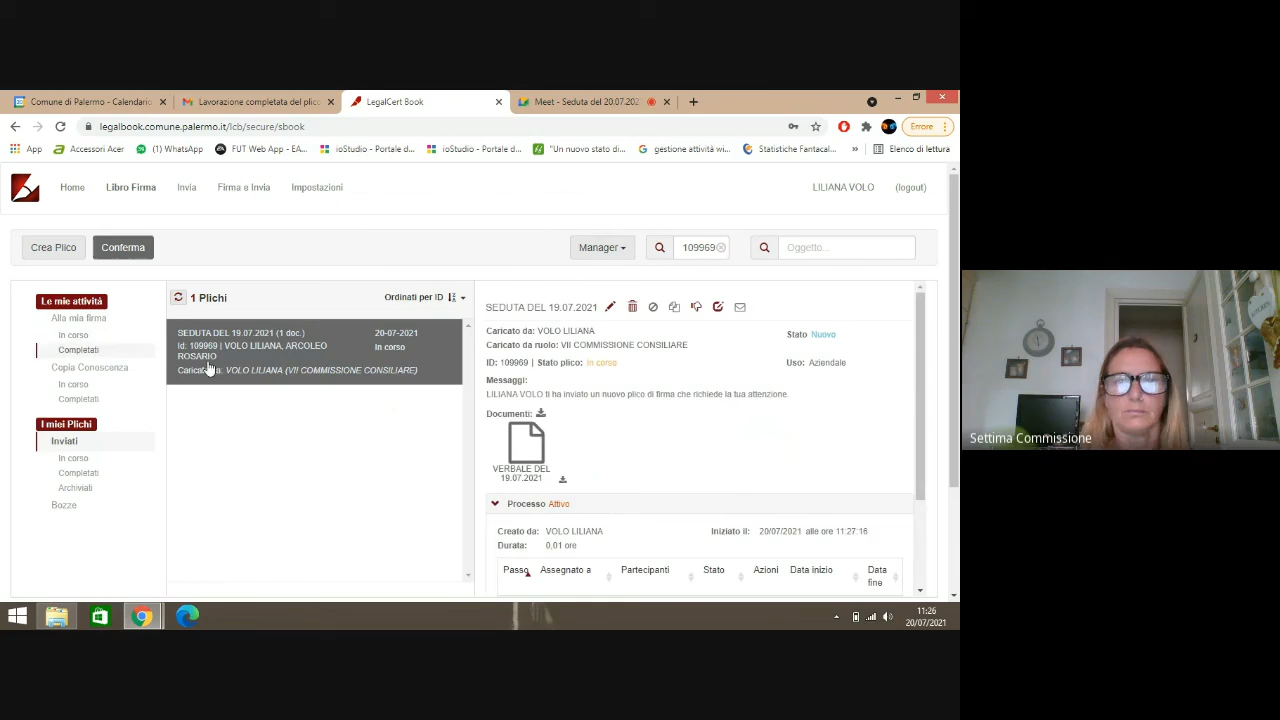 Comune di Palermo - Calendario
Lavorazione completata del plico
LegalCert Book
Meet - Seduta del 20.07.202
legalbook.comune.palermo.it/lcb/secure/sbook
Errore
App
Accessori Acer
(1) WhatsApp
FUT Web App - EA...
ioStudio - Portale d...
ioStudio - Portale d...
"Un nuovo stato di...
gestione attività wi...
Statistiche Fantacal...
»
Elenco di lettura
Home
Libro Firma
Invia
Firma e Invia
Impostazioni
LILIANA VOLO
(logout)
Crea Plico
Conferma
Manager
109969
Oggetto...
Le mie attività
Alla mia firma
In corso
Completati
Copia Conoscenza
In corso
Completati
I miei Plichi
Inviati
In corso
Completati
Archiviati
Bozze
1 Plichi
Ordinati per ID
SEDUTA DEL 19.07.2021 (1 doc.)
20-07-2021
Id: 109969 | VOLO LILIANA, ARCOLEO
ROSARIO
In corso
VOLO LILIANA (VII COMMISSIONE CONSILIARE)
SEDUTA DEL 19.07.2021
Caricato da: VOLO LILIANA
Stato Nuovo
Caricato da ruolo: VII COMMISSIONE CONSILIARE
ID: 109969 | Stato plico: In corso
Uso: Aziendale
Messaggi:
LILIANA VOLO ti ha inviato un nuovo plico di firma che richiede la tua attenzione.
Documenti:
VERBALE DEL
19.07.2021
Processo Attivo
Creato da: VOLO LILIANA
Iniziato il: 20/07/2021 alle ore 11:27:16
Durata: 0,01 ore
Passo
Assegnato a
Partecipanti
Stato
Azioni
Data inizio
Data
fine
11:26
20/07/2021
Settima Commissione